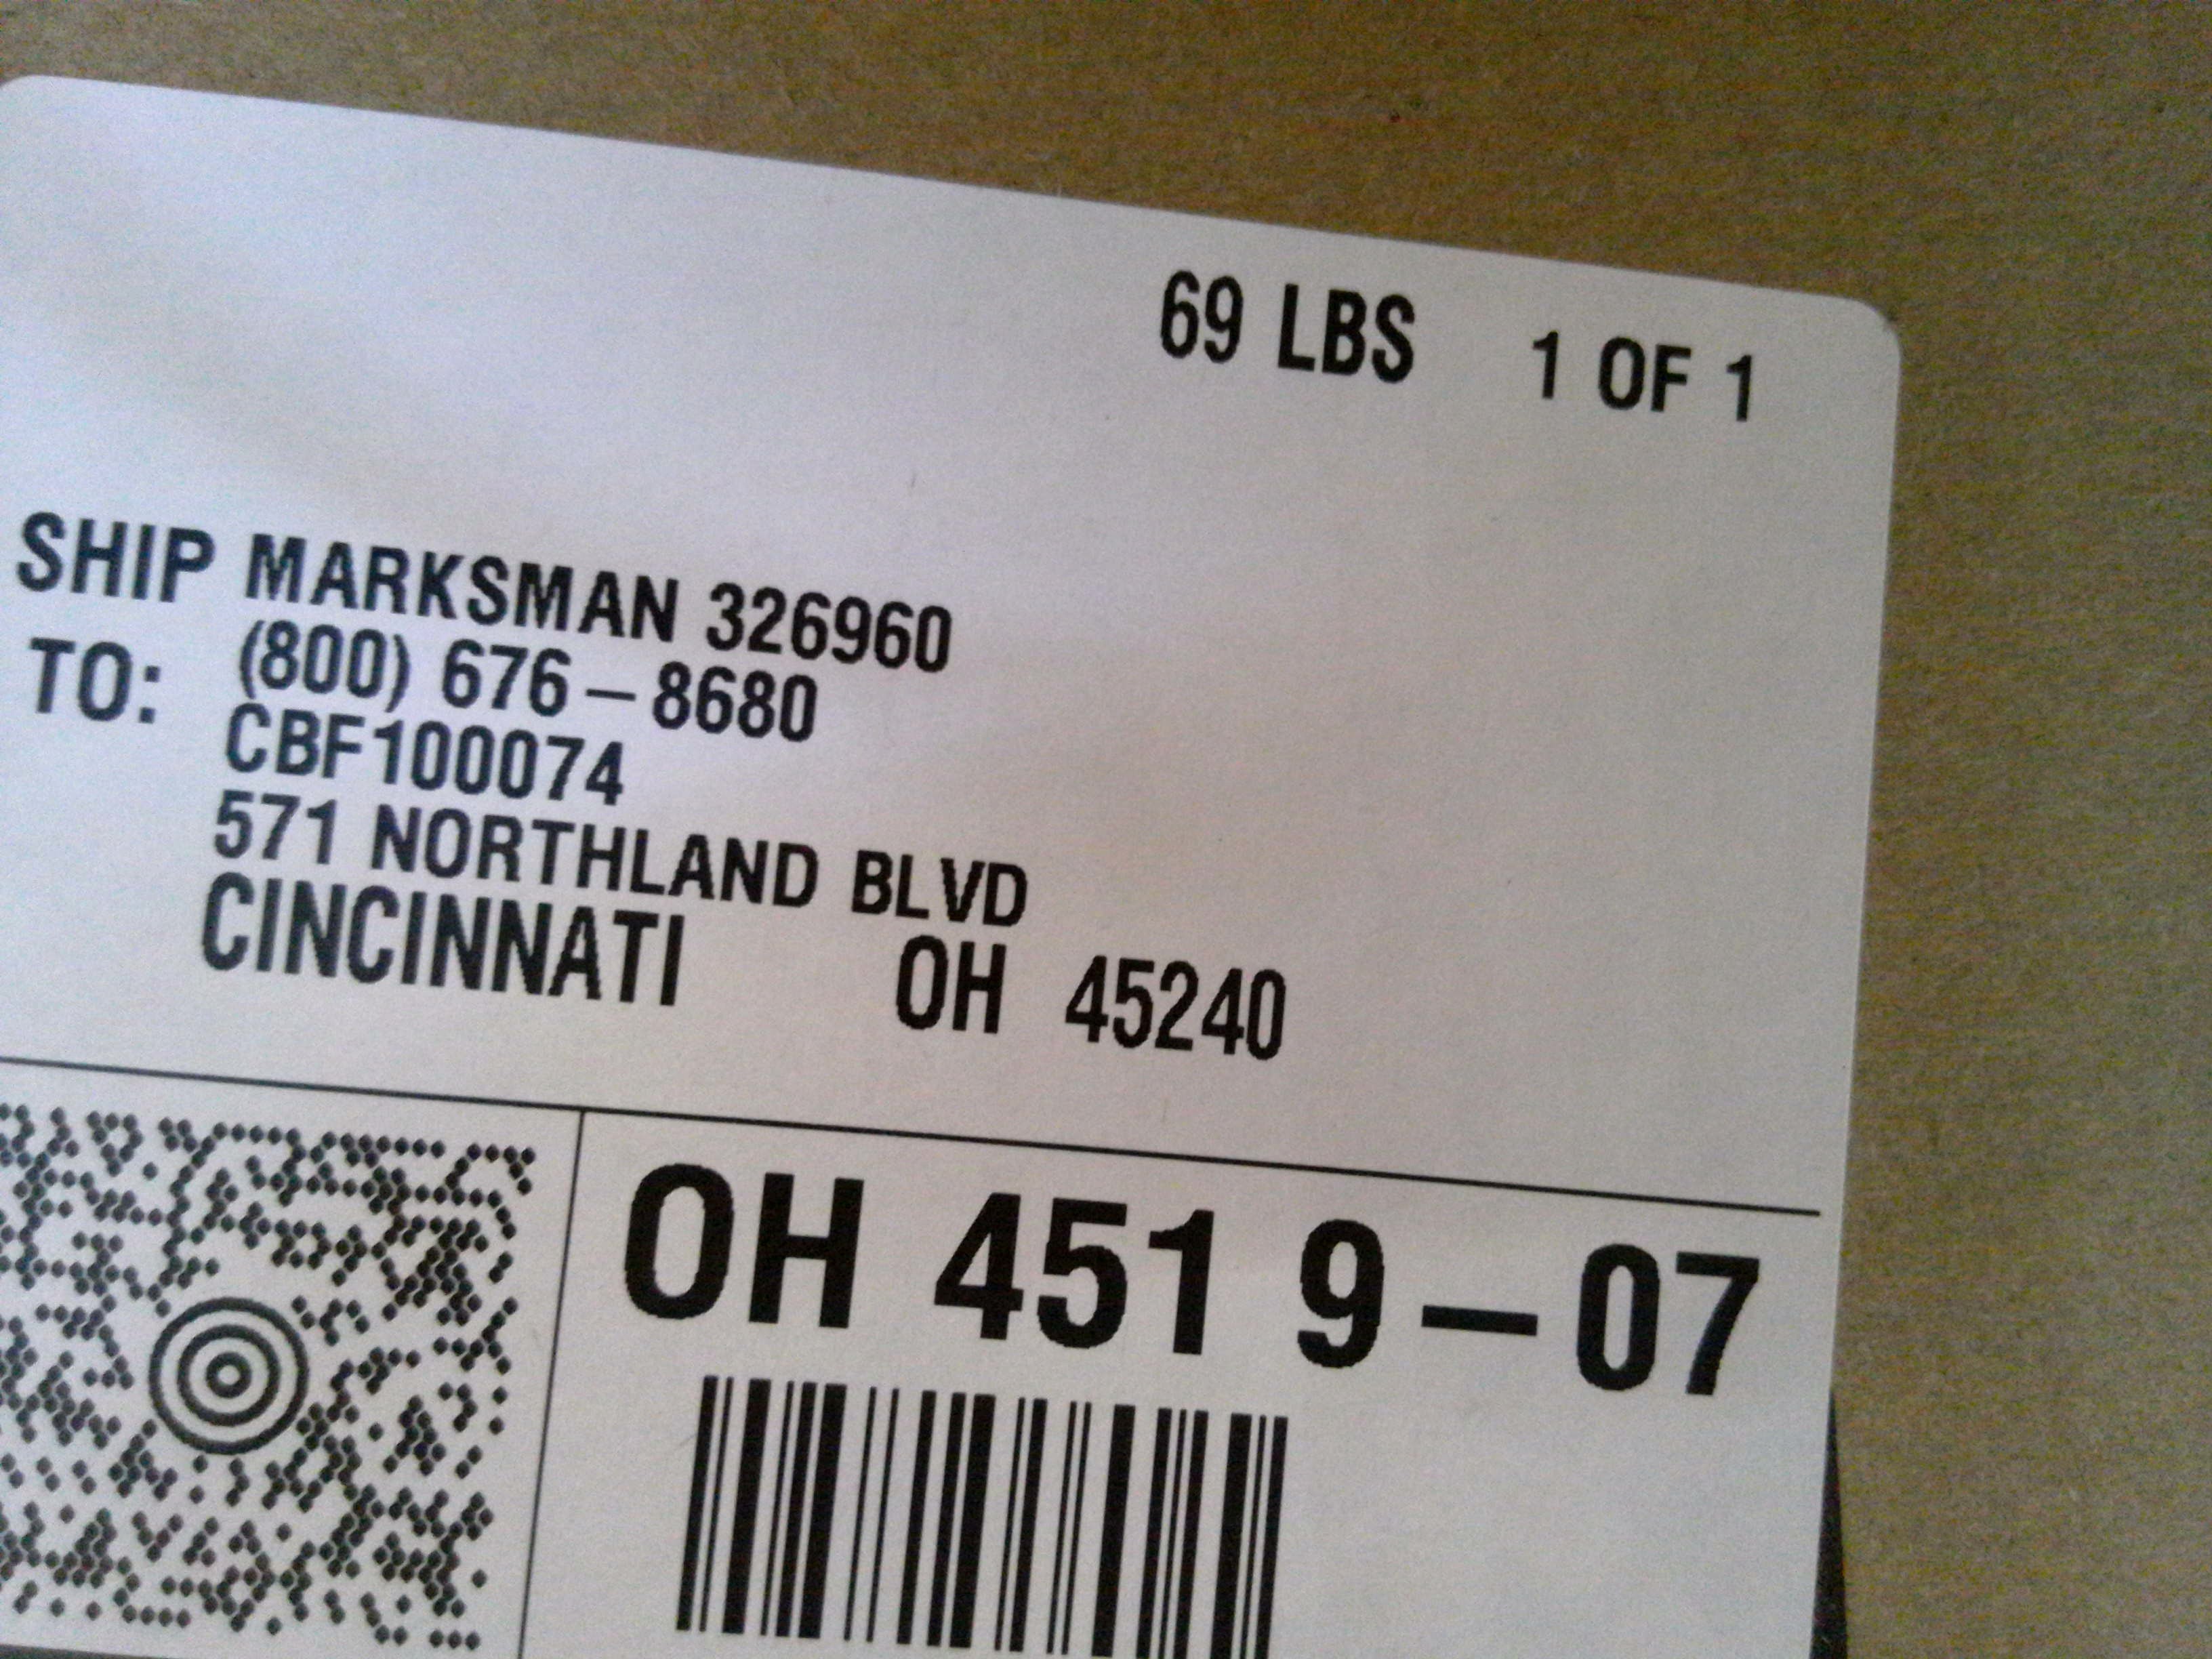 69 LBS 1 OF 1
SHIP MARKSMAN 326960
TO: (800) 676-8680
CBF100074
571 NORTHLAND BLVD
CINCINNATI OH 45240
OH 451 9-07